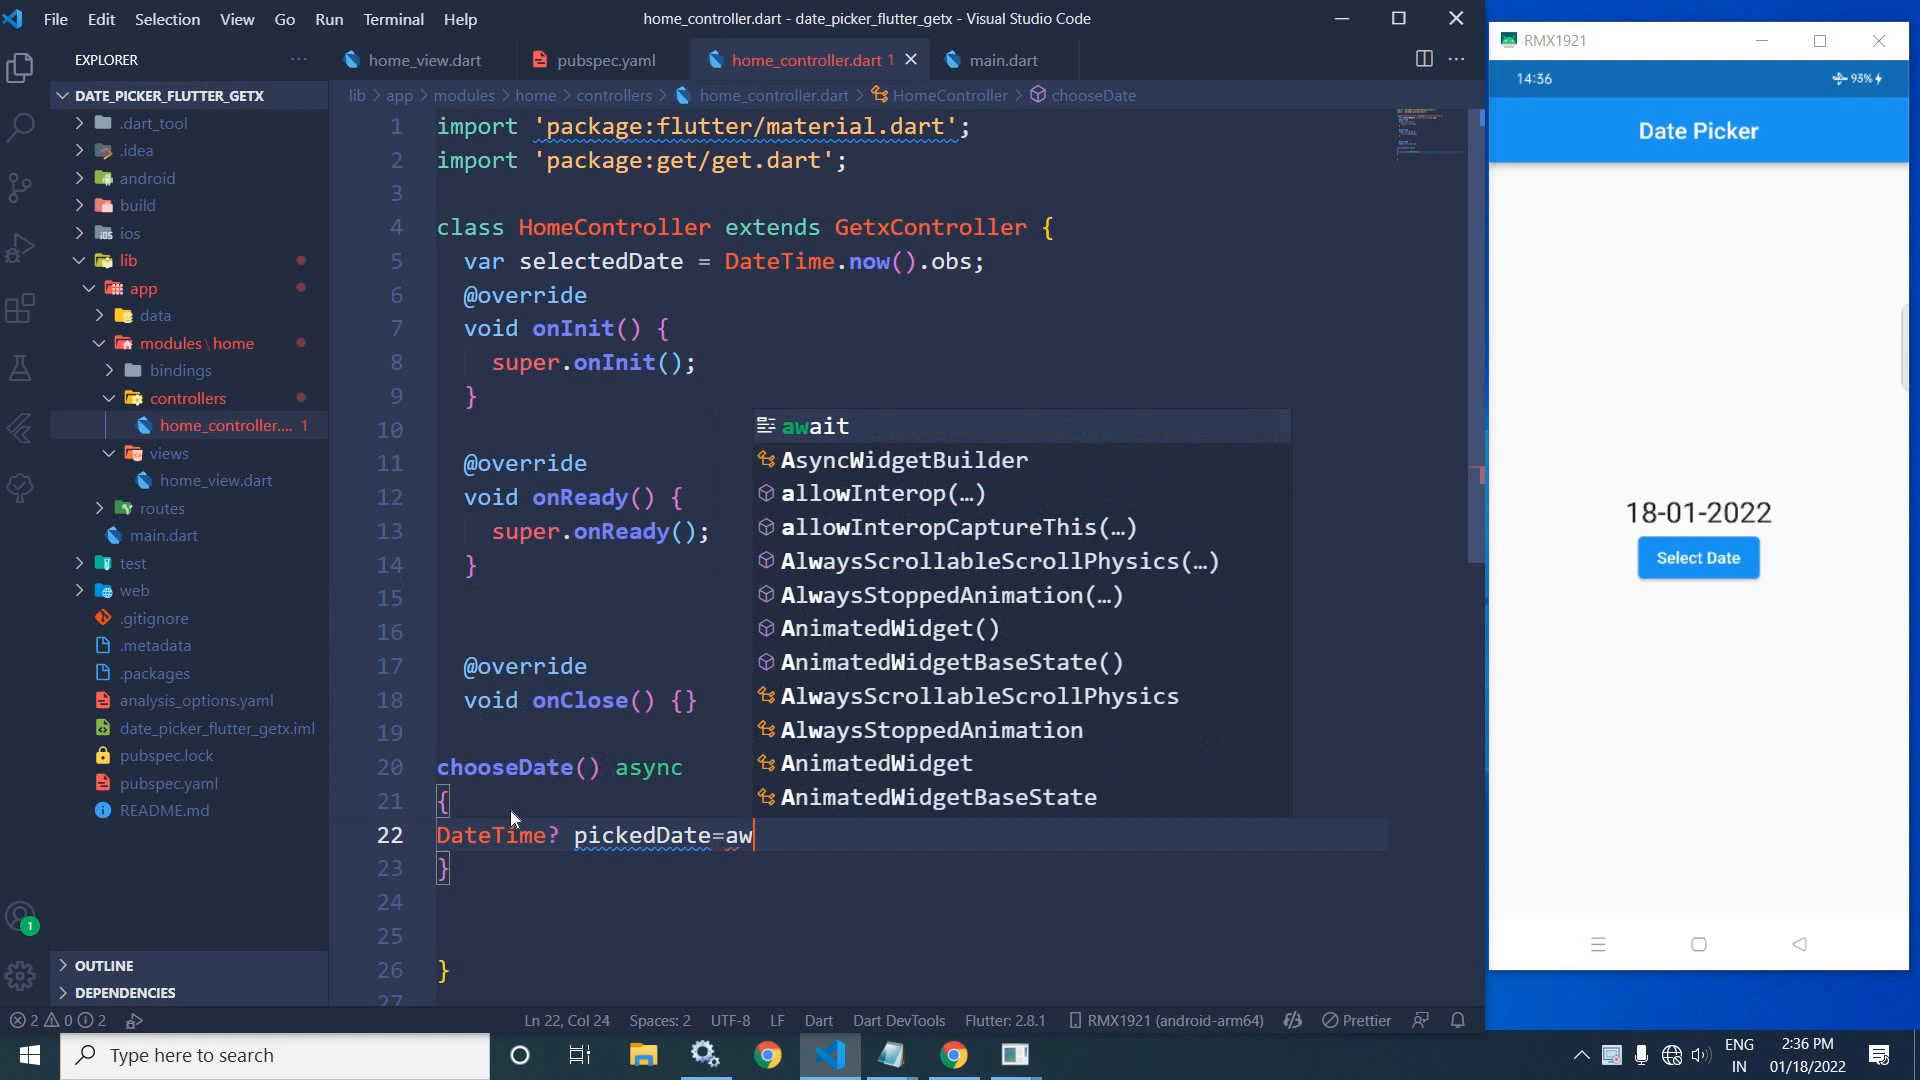 File Edit Selection View Go Run Terminal Help
home_controller.dart - date_picker_flutter_getx - Visual Studio Code
EXPLORER
home_view.dart
pubspec.yaml
home_controller.dart 1
main.dart
DATE_PICKER_FLUTTER_GETX
lib > app > modules > home > controllers > home_controller.dart > HomeController > chooseDate
.dart_tool
.idea
android
build
ios
lib
app
data
modules\home
bindings
controllers
home_controller.... 1
views
home_view.dart
routes
main.dart
test
web
.gitignore
.metadata
.packages
analysis_options.yaml
date_picker_flutter_getx.iml
pubspec.lock
pubspec.yaml
README.md
OUTLINE
DEPENDENCIES
1 import 'package:flutter/material.dart';
2 import 'package:get/get.dart';
3
4 class HomeController extends GetxController {
5 var selectedDate = DateTime.now().obs;
6 @override
7 void onInit() {
8 super.onInit();
9 }
10
11 @override
12 void onReady() {
13 super.onReady();
14 }
15
16
17 @override
18 void onClose() {}
19
20 chooseDate() async
21 {
22 DateTime? pickedDate=aw
23 }
24
25
26 }
27
await
AsyncWidgetBuilder
allowInterop(…)
allowInteropCaptureThis(…)
AlwaysScrollableScrollPhysics(…)
AlwaysStoppedAnimation(…)
AnimatedWidget()
AnimatedWidgetBaseState()
AlwaysScrollableScrollPhysics
AlwaysStoppedAnimation
AnimatedWidget
AnimatedWidgetBaseState
RMX1921
14:36
93%
Date Picker
18-01-2022
Select Date
1
2 0 2
Ln 22, Col 24 Spaces: 2 UTF-8 LF Dart Dart DevTools Flutter: 2.8.1 RMX1921 (android-arm64) Prettier
Type here to search
ENG
IN
2:36 PM
01/18/2022